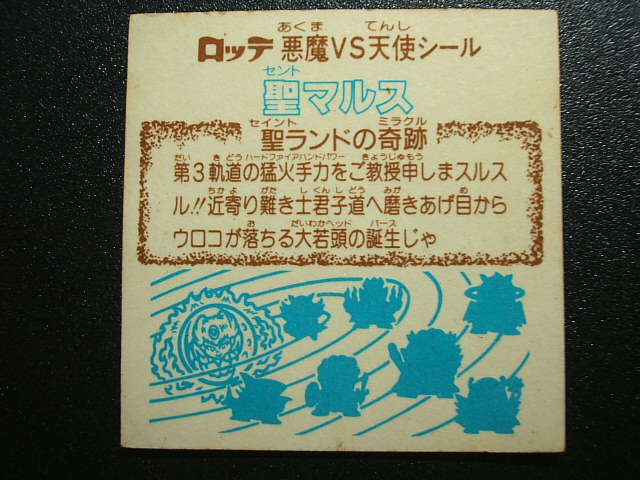 あくま てんし
ロッテ 悪魔VS天使シール
セント
聖マルス
セイント ミラクル
聖ランドの奇跡
だい きどう ハードファイアハンドパワー きょうじゅもう
第3軌道の猛火手力をご教授申しまスルス
ちかよ がた しくんしどう みが め
ル!!近寄り難き士君子道へ磨きあげ目から
お だいわかヘッド バース
ウロコが落ちる大若頭の誕生じゃ